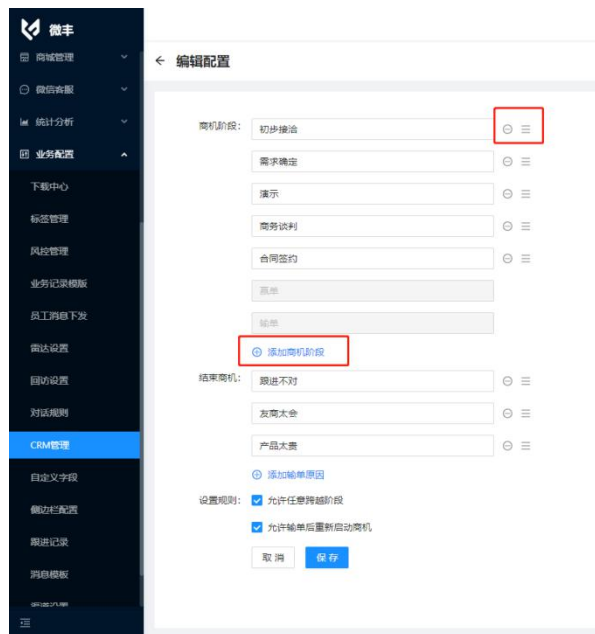 微丰
商城管理
微信客服
统计分析
业务配置
下载中心
标签管理
风控管理
业务记录模版
员工消息下发
雷达设置
回访设置
对话规则
CRM管理
自定义字段
侧边栏配置
跟进记录
消息模板
渠道设置
← 编辑配置
商机阶段：
初步接洽
需求确定
演示
商务谈判
合同签约
赢单
输单
添加商机阶段
结束商机：
跟进不对
友商太会
产品太贵
添加输单原因
设置规则：
允许任意跨越阶段
允许输单后重新启动商机
取 消
保 存